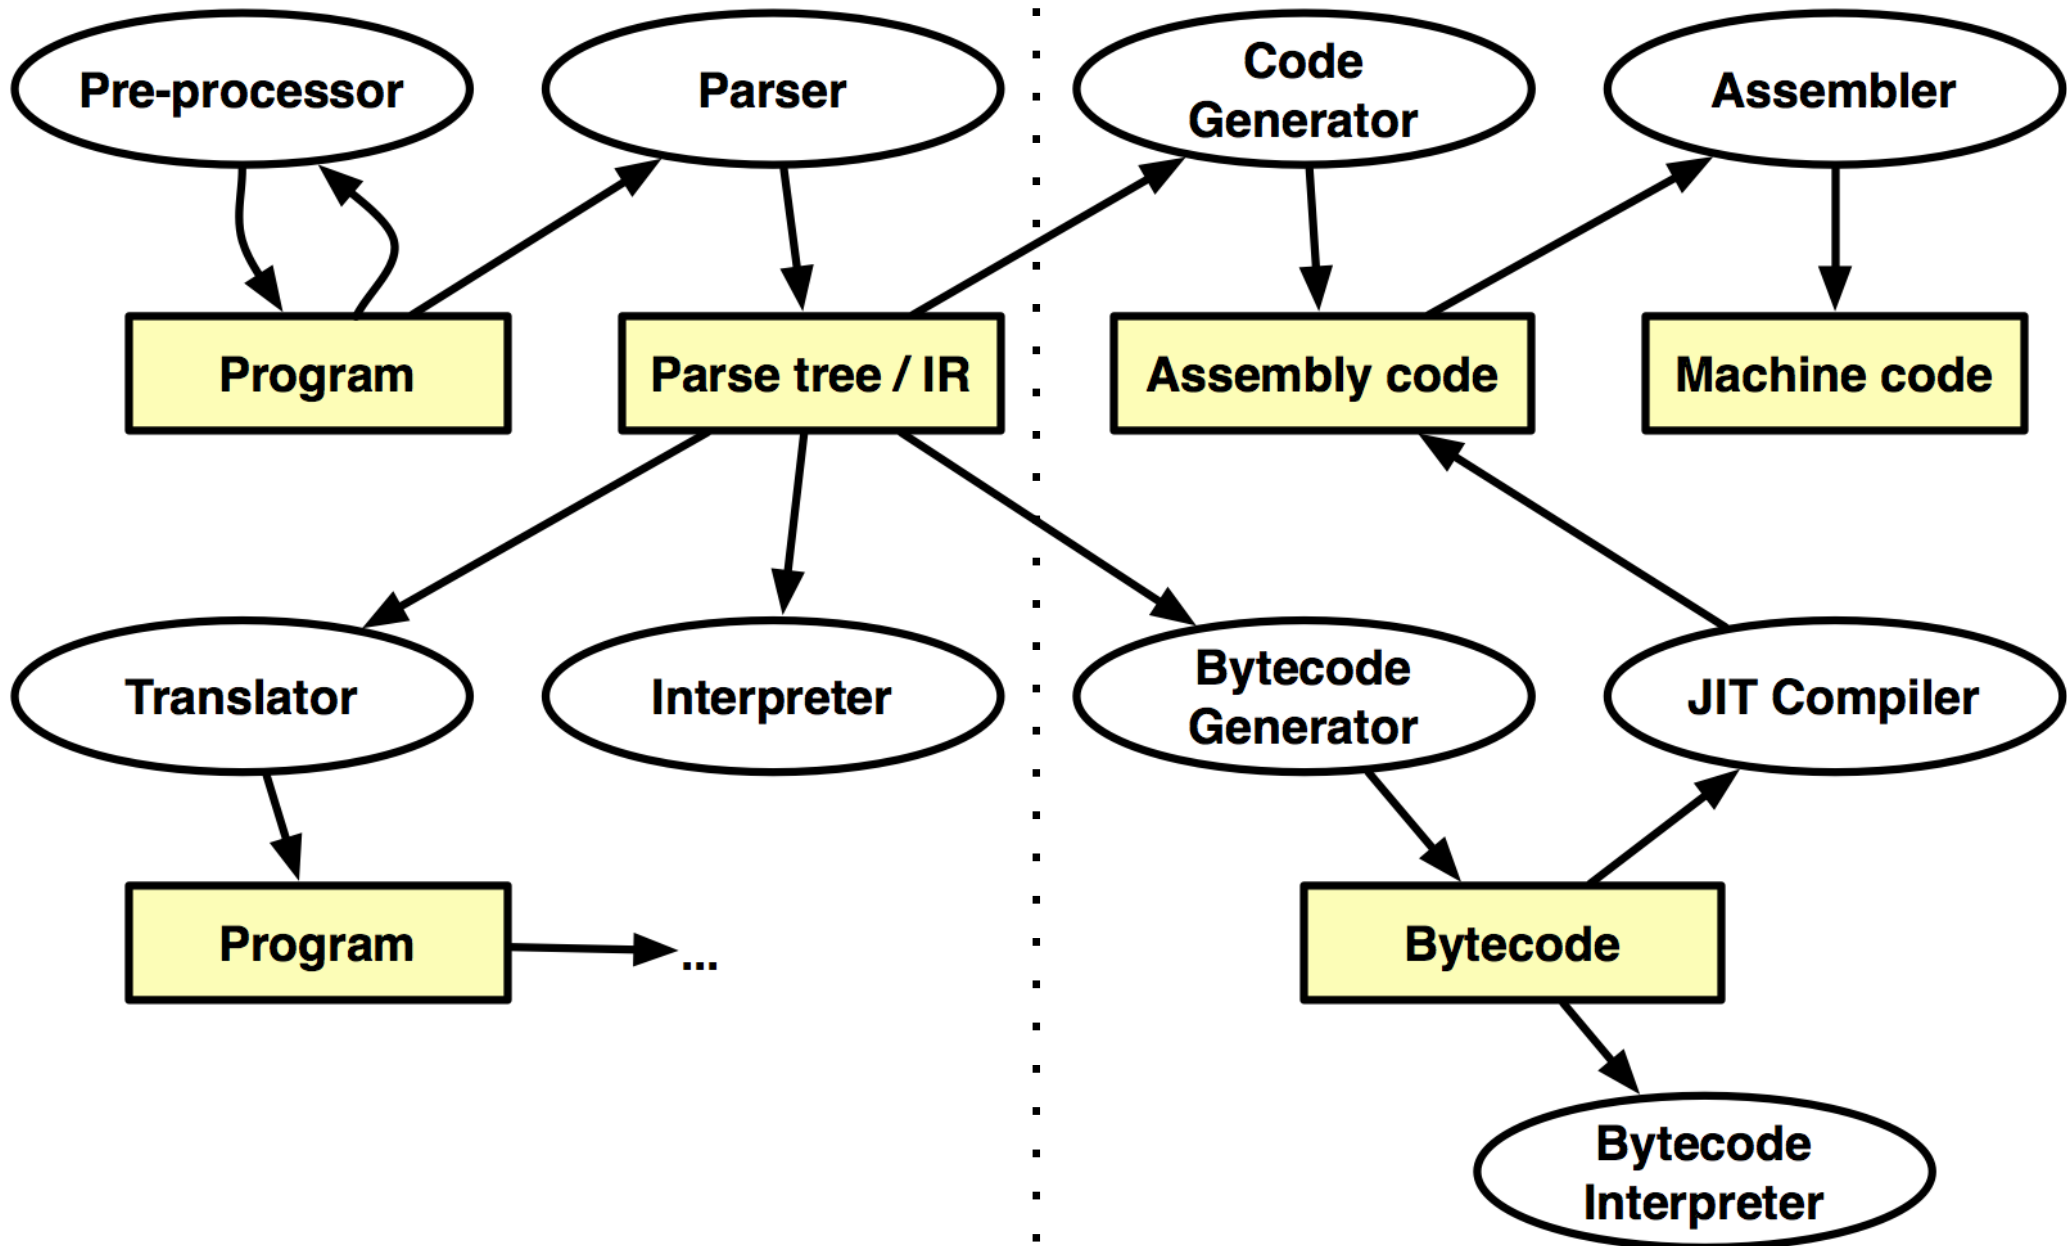 Pre-processor
Parser
Code
Generator
Assembler
Program
Parse tree / IR
Assembly code
Machine code
Translator
Interpreter
Bytecode
Generator
JIT Compiler
Program
...
Bytecode
Bytecode
Interpreter